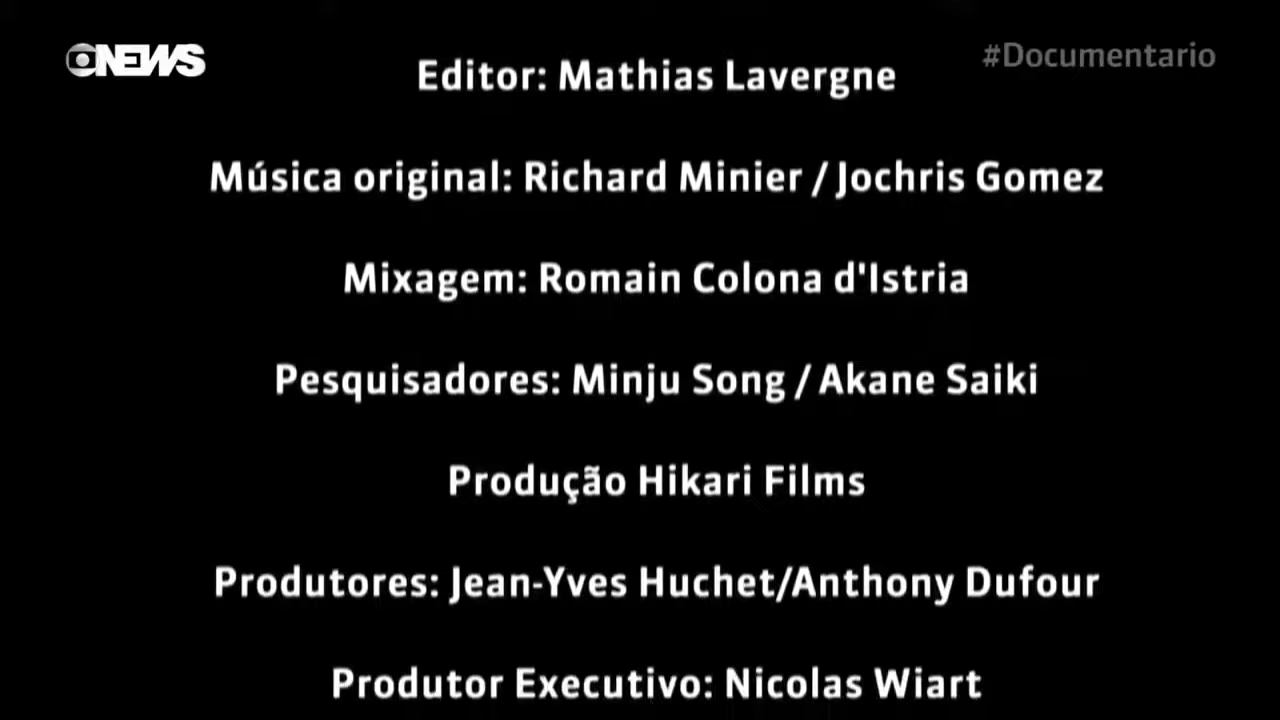 NEWS
#Documentario
Editor: Mathias Lavergne
Música original: Richard Minier / Jochris Gomez
Mixagem: Romain Colona d'Istria
Pesquisadores: Minju Song / Akane Saiki
Produção Hikari Films
Produtores: Jean-Yves Huchet/Anthony Dufour
Produtor Executivo: Nicolas Wiart